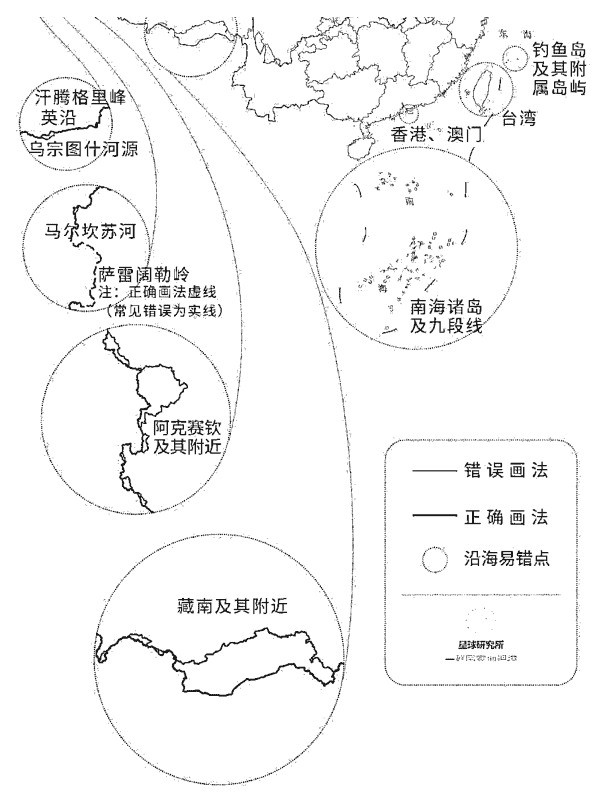 东海
钓鱼岛
及其附
属岛屿
台湾
香港、澳门
汗腾格里峰
英沿
乌宗图什河源
马尔坎苏河
萨雷阔勒岭
注：正确画法虚线
（常见错误为实线）
南海诸岛
及九段线
阿克赛钦
及其附近
错误画法
正确画法
沿海易错点
藏南及其附近
星球研究所